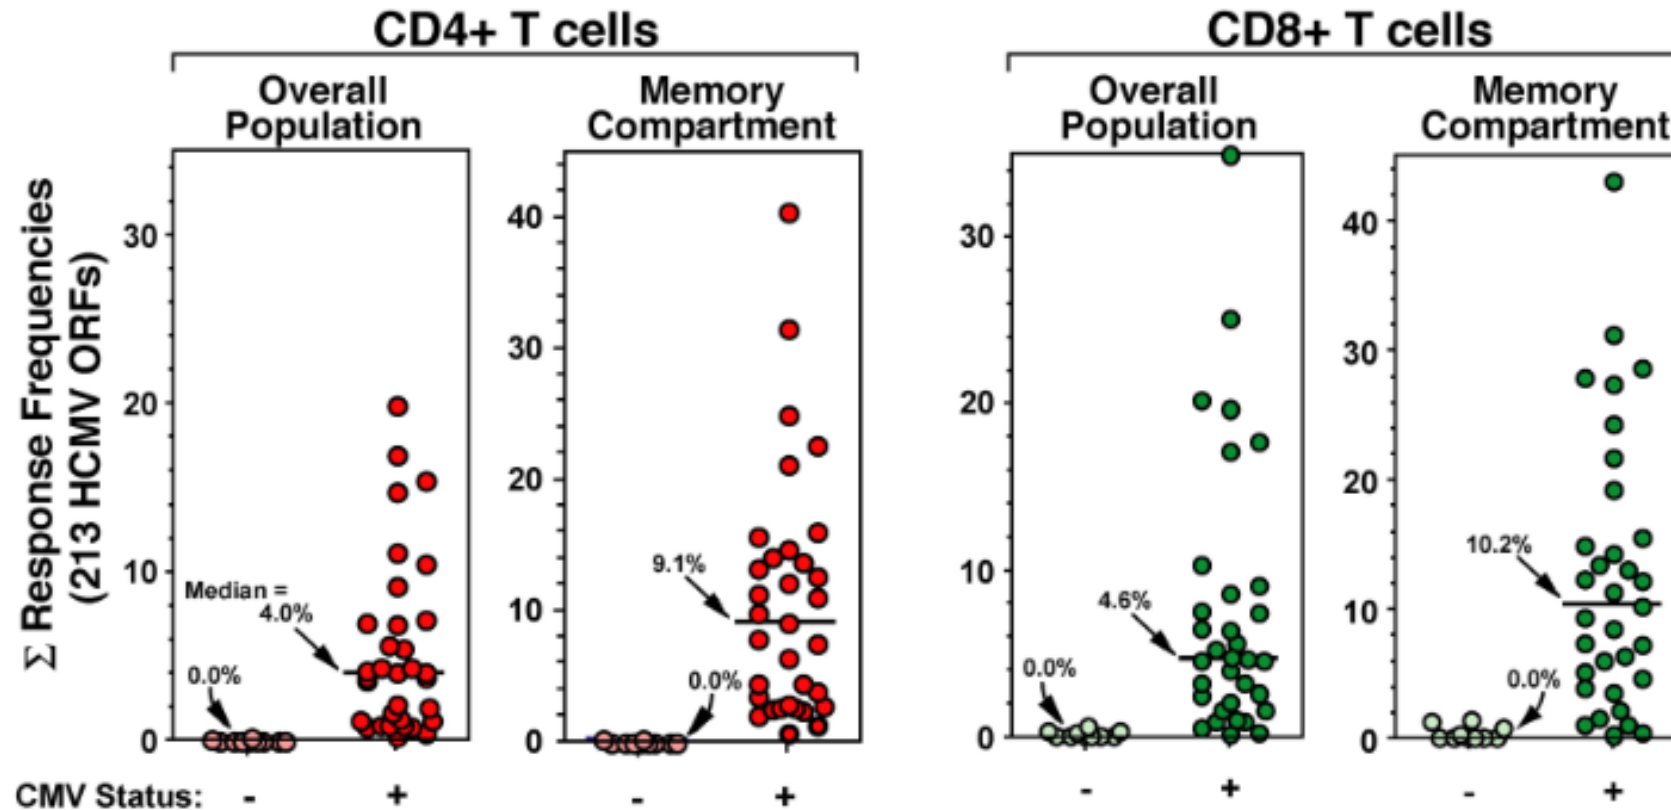 CD4+ T cells
CD8+ T cells
Overall Population
Memory Compartment
Overall Population
Memory Compartment
Σ Response Frequencies
(213 HCMV ORFs)
30
20
10
0
Median =
4.0%
0.0%
40
30
20
10
0
9.1%
0.0%
30
20
10
0
4.6%
0.0%
40
30
20
10
0
10.2%
0.0%
CMV Status: - + - + - + - +